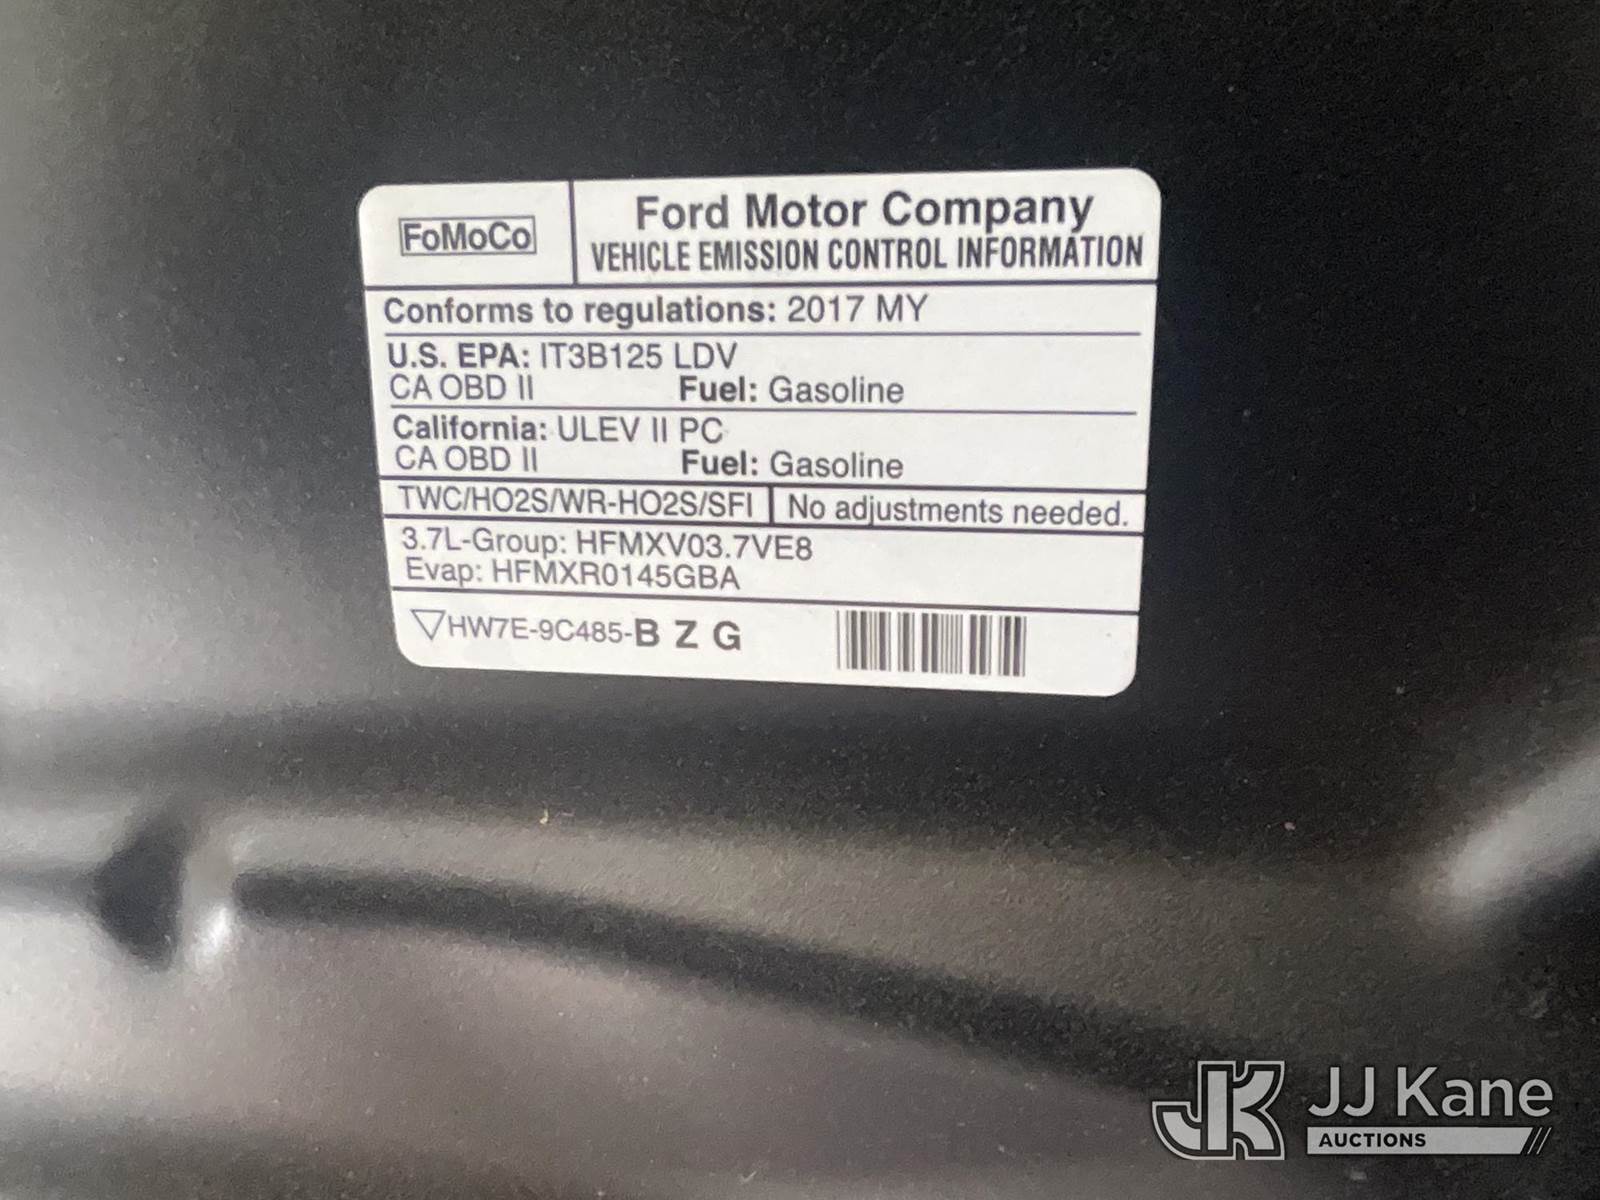 FoMoCo
Ford Motor Company
VEHICLE EMISSION CONTROL INFORMATION
Conforms to regulations: 2017 MY
U.S. EPA: IT3B125 LDV
CA OBD II Fuel: Gasoline
California: ULEV II PC
CA OBD II Fuel: Gasoline
TWC/HO2S/WR-HO2S/SFI No adjustments needed.
3.7L-Group: HFMXV03.7VE8
Evap: HFMXR0145GBA
HW7E-9C485-B Z G
JK JJ Kane
AUCTIONS